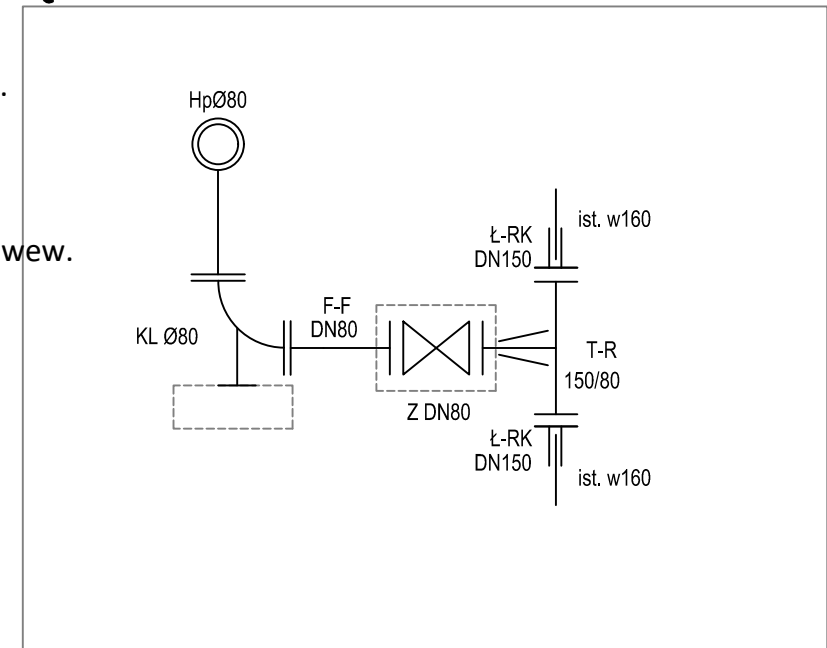 HpØ80
wew.
ist. w160
Ł-RK
DN150
F-F
DN80
KL Ø80
T-R
150/80
Z DN80
Ł-RK
DN150
ist. w160